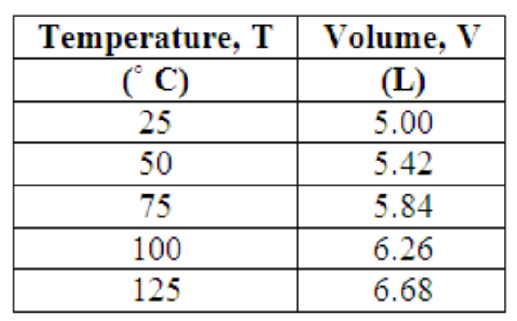 Temperature, T Volume, V
(° C) (L)
25 5.00
50 5.42
75 5.84
100 6.26
125 6.68